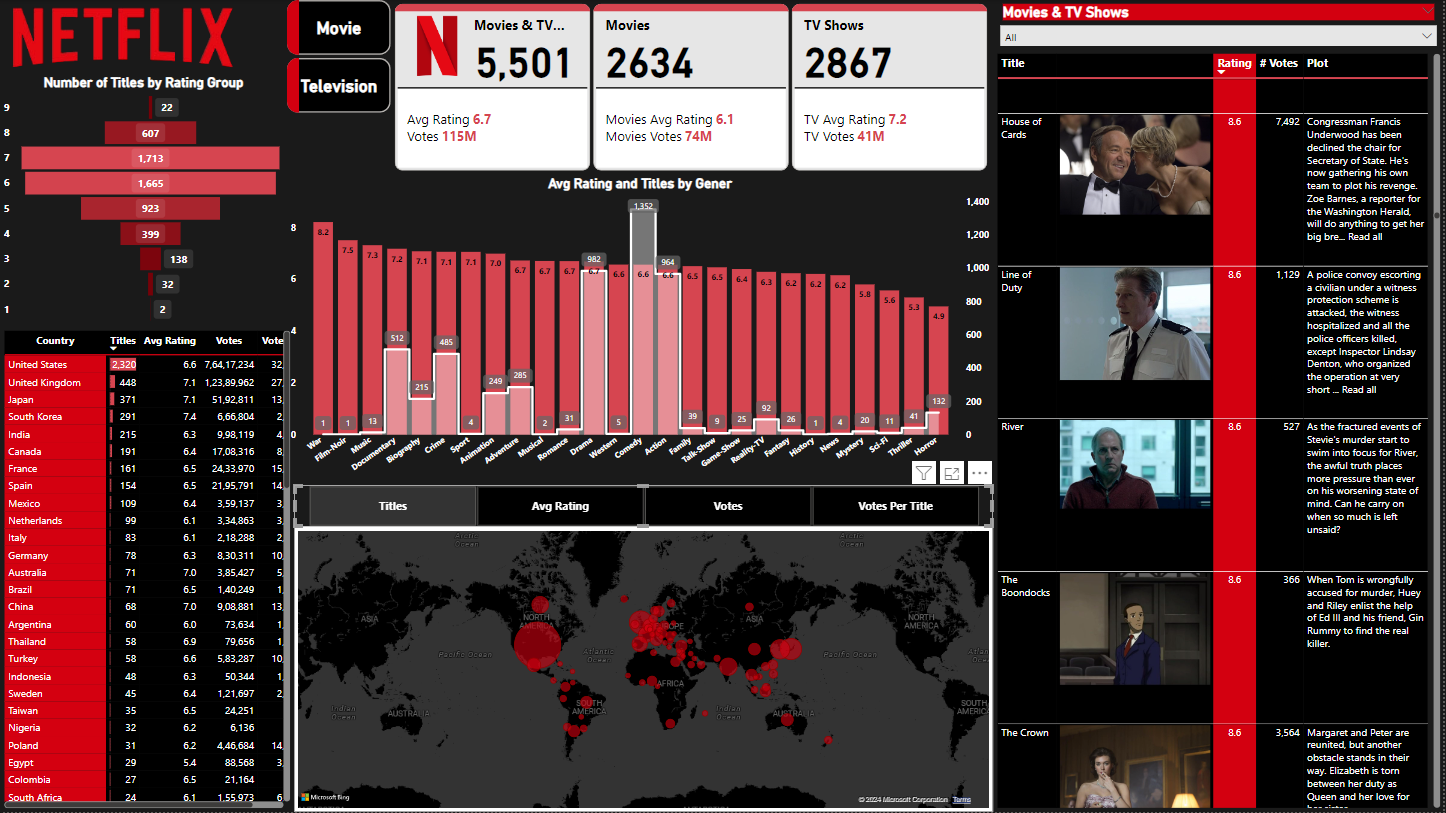 NETFLIX
Number of Titles by Rating Group
9 22
8 607
7 1,713
6 1,665
5 923
4 399
3 138
2 32
1 2
Movie
Television
Movies & TV...
5,501
Avg Rating 6.7
Votes 115M
Movies
2634
Movies Avg Rating 6.1
Movies Votes 74M
TV Shows
2867
TV Avg Rating 7.2
TV Votes 41M
Avg Rating and Titles by Gener
8
6
4
2
0
1,400
1,200
1,000
800
600
400
200
0
8.2 7.5 7.3 7.2 7.1 7.1 7.1 7.0 6.7 6.7 6.7 6.7 6.6 6.6 6.6 6.5 6.5 6.4 6.3 6.2 6.2 6.2 5.8 5.6 5.3 4.9
1 1 13 512 215 485 4 249 285 2 31 982 5 1,352 964 39 9 25 92 26 1 4 20 11 41 132
War Film-Noir Music Documentary Biography Crime Sport Animation Adventure Musical Romance Drama Western Comedy Action Family Talk-Show Game-Show Reality-TV Fantasy History News Mystery Sci-Fi Thriller Horror
Country Titles Avg Rating Votes Vote
United States 2,320 6.6 7,64,17,234 32,
United Kingdom 448 7.1 1,23,89,962 27,
Japan 371 7.1 51,92,811 13,
South Korea 291 7.4 6,66,804 2,
India 215 6.3 9,98,119 4,
Canada 191 6.4 17,08,316 8,
France 161 6.5 24,33,970 15,
Spain 154 6.5 21,95,791 14,
Mexico 109 6.4 3,59,137 3,
Netherlands 99 6.1 3,34,863 3,
Italy 83 6.1 2,18,288 2,
Germany 78 6.3 8,30,311 10,
Australia 71 7.0 3,85,427 5,
Brazil 71 6.5 1,40,249 1,
China 68 7.0 9,08,881 13,
Argentina 60 6.0 73,634 1,
Thailand 58 6.9 79,656 1,
Turkey 58 6.6 5,83,287 10,
Indonesia 48 6.3 50,344 1,
Sweden 45 6.4 1,21,697 2,
Taiwan 35 6.5 24,251
Nigeria 32 6.2 6,136
Poland 31 6.2 4,46,684 14,
Egypt 29 5.4 88,568 3,
Colombia 27 6.5 21,164
South Africa 24 6.1 1,55,973 6
Titles
Avg Rating
Votes
Votes Per Title
Arctic Ocean
Arctic Ocean
ASIA
NORTH AMERICA
OPE
ASIA
NORTH AMERICA
Pacific Ocean
Atlantic Ocean
Pacific Ocean
AFRICA
Indian Ocean
AUSTRALIA
SOUTH AMERICA
Indian Ocean
AUSTRALIA
SOUTH AMERICA
Microsoft Bing
© 2024 Microsoft Corporation Terms
Movies & TV Shows
All
Title Rating # Votes Plot
House of Cards 8.6 7,492
Congressman Francis
Underwood has been
declined the chair for
Secretary of State. He's
now gathering his own
team to plot his revenge.
Zoe Barnes, a reporter for
the Washington Herald,
will do anything to get her
big bre... Read all
Line of Duty 8.6 1,129
A police convoy escorting
a civilian under a witness
protection scheme is
attacked, the witness
hospitalized and all the
police officers killed,
except Inspector Lindsay
Denton, who organized
the operation at very
short ... Read all
River 8.6 527
As the fractured events of
Stevie's murder start to
swim into focus for River,
the awful truth places
more pressure than ever
on his worsening state of
mind. Can he carry on
when so much is left
unsaid?
The Boondocks 8.6 366
When Tom is wrongfully
accused for murder, Huey
and Riley enlist the help
of Ed III and his friend, Gin
Rummy to find the real
killer.
The Crown 8.6 3,564
Margaret and Peter are
reunited, but another
obstacle stands in their
way. Elizabeth is torn
between her duty as
Queen and her love for
her sister.